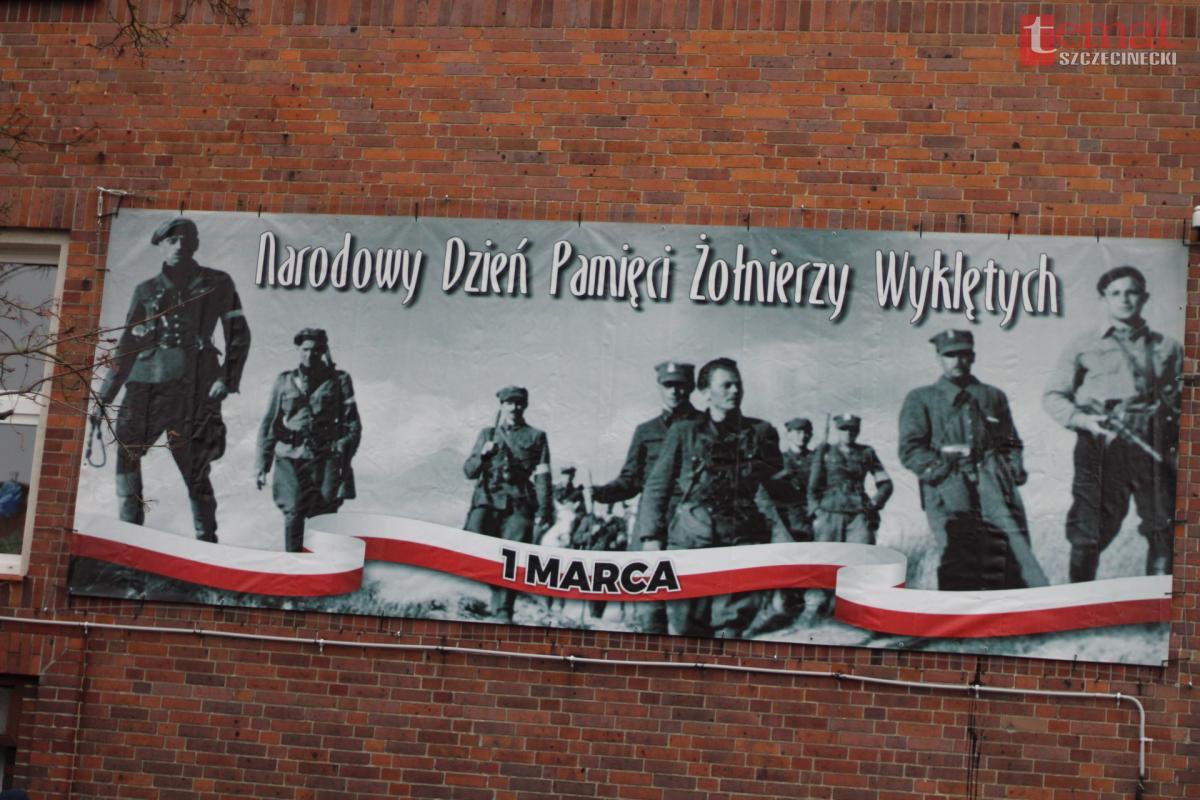 temat
SZCZECINECKI
Narodowy Dzień Pamięci Żołnierzy Wyklętych
1 MARCA